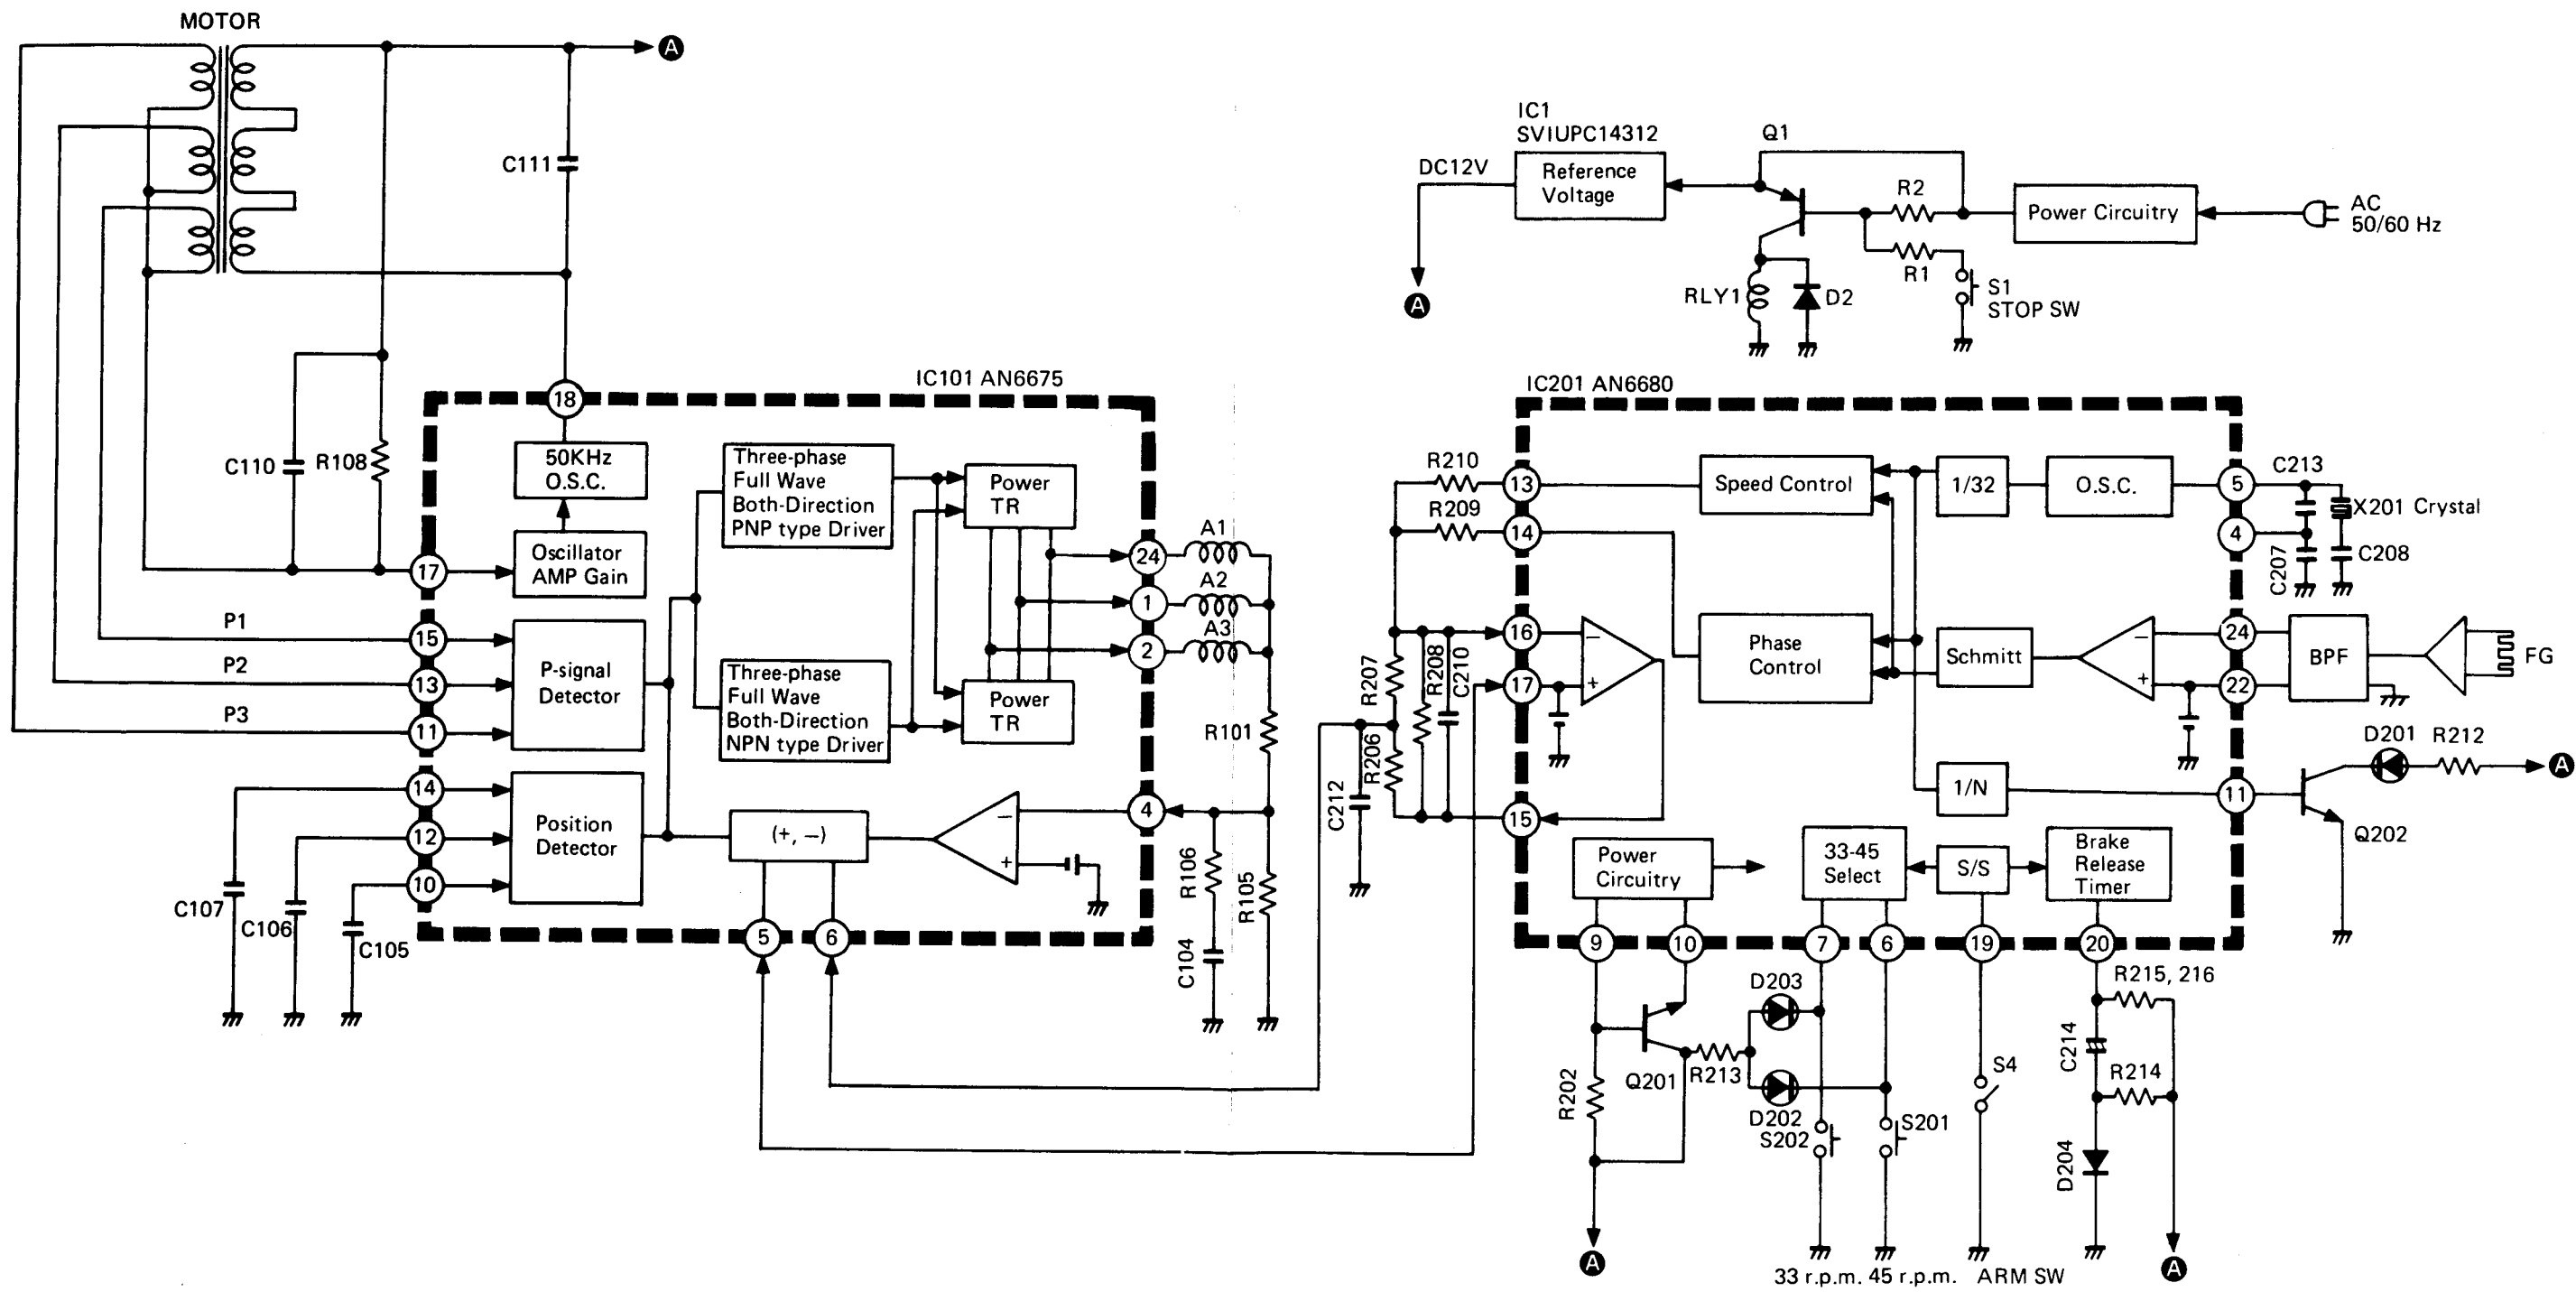 MOTOR
A
C111
C110
R108
IC101 AN6675
18
50KHz
O.S.C.
Oscillator
AMP Gain
17
P1
15
P2
13
P3
11
P-signal
Detector
14
12
10
Position
Detector
C107
C106
C105
Three-phase
Full Wave
Both-Direction
PNP type Driver
Three-phase
Full Wave
Both-Direction
NPN type Driver
Power
TR
Power
TR
24
1
2
A1
A2
A3
R101
(+, −)
−
+
4
5
6
R106
C104
R105
IC1
SVIUPC14312
DC12V
Reference
Voltage
A
Q1
R2
R1
RLY1
D2
S1
STOP SW
Power Circuitry
AC
50/60 Hz
IC201 AN6680
R210
13
R209
14
Speed Control
1/32
O.S.C.
5
4
C213
X201 Crystal
C207
C208
16
17
15
R207
R208
C210
R206
C212
−
+
Phase
Control
Schmitt
−
+
24
22
BPF
FG
1/N
11
D201
R212
A
Q202
Power
Circuitry
33-45
Select
S/S
Brake
Release
Timer
9
10
7
6
19
20
R202
Q201
R213
D203
D202
S202
S201
S4
R215, 216
C214
R214
D204
A
33 r.p.m. 45 r.p.m. ARM SW
A